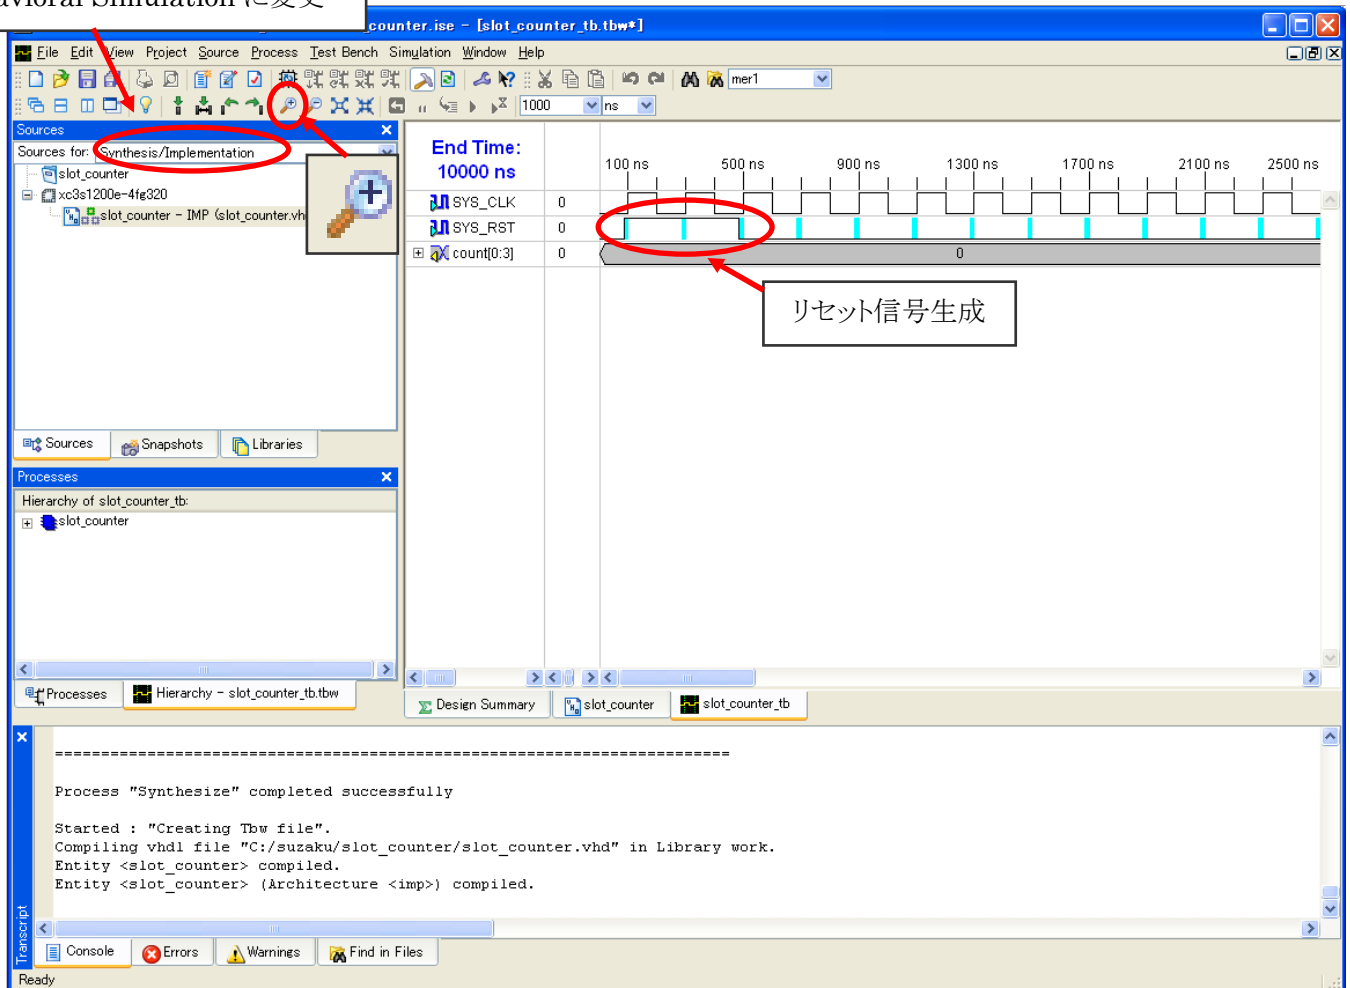 avioral Simulation に変更
counter.ise - [slot_counter_tb.tbw*]
File Edit View Project Source Process Test Bench Simulation Window Help
mer1
1000 ns
Sources
Sources for: Synthesis/Implementation
slot_counter
xc3s1200e-4fg320
slot_counter - IMP (slot_counter.vh
Sources Snapshots Libraries
Processes
Hierarchy of slot_counter_tb:
slot_counter
Processes Hierarchy - slot_counter_tb.tbw
End Time:
10000 ns
100 ns 500 ns 900 ns 1300 ns 1700 ns 2100 ns 2500 ns
SYS_CLK 0
SYS_RST 0
count[0:3] 0 0
リセット信号生成
Design Summary slot_counter slot_counter_tb
=========================================================================
Process "Synthesize" completed successfully
Started : "Creating Tbw file".
Compiling vhdl file "C:/suzaku/slot_counter/slot_counter.vhd" in Library work.
Entity <slot_counter> compiled.
Entity <slot_counter> (Architecture <imp>) compiled.
Transcript
Console Errors Warnings Find in Files
Ready